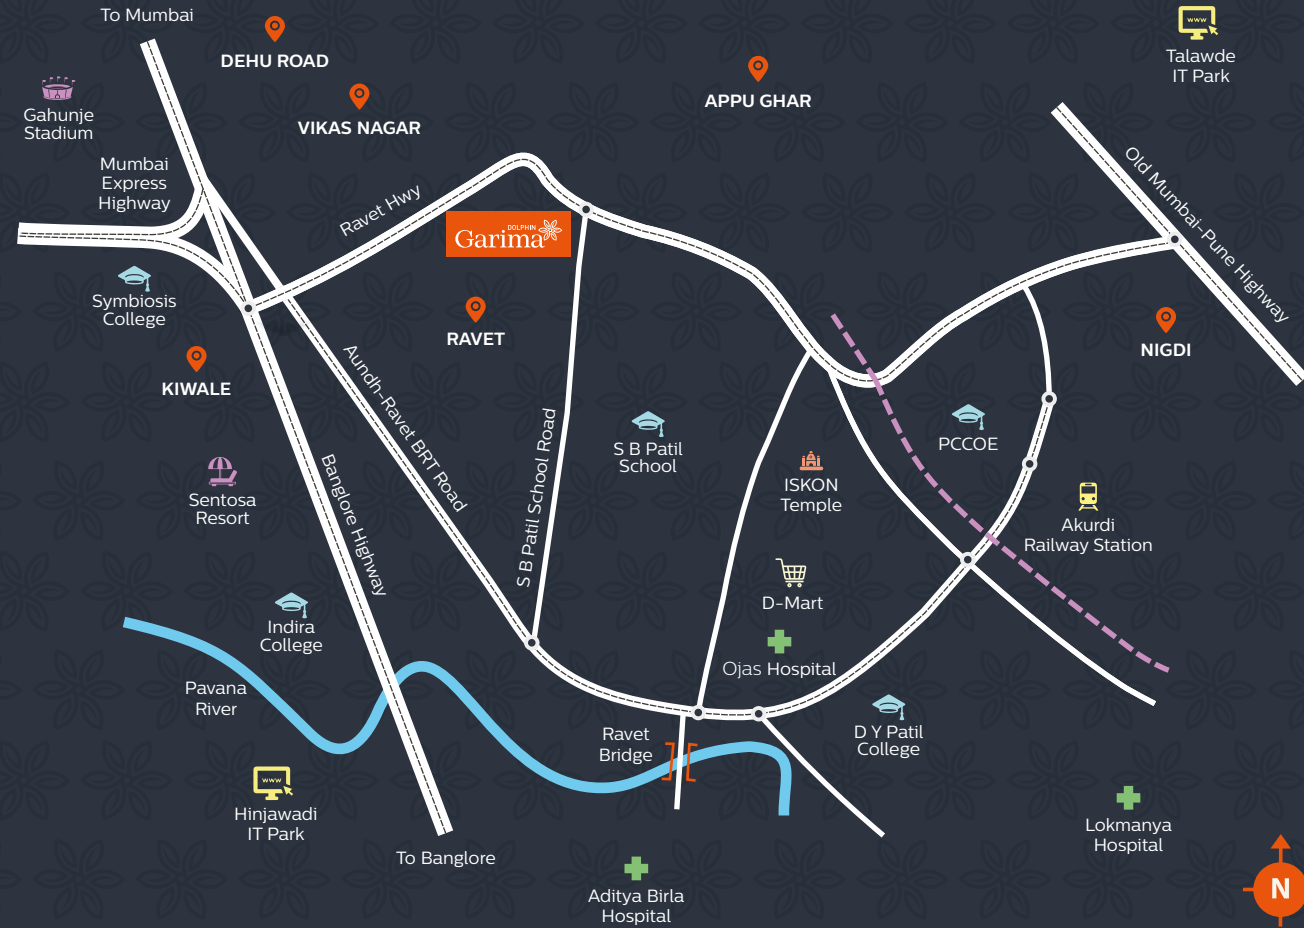 To Mumbai
DEHU ROAD
www
Talawde
IT Park
Gahunje
Stadium
VIKAS NAGAR
APPU GHAR
Mumbai
Express
Highway
Ravet Hwy
DOLPHIN
Garima
Old Mumbai-Pune Highway
Symbiosis
College
RAVET
NIGDI
KIWALE
Aundh-Ravet BRT Road
S B Patil School Road
S B Patil
School
PCCOE
ISKON
Temple
Sentosa
Resort
Banglore Highway
Akurdi
Railway Station
D-Mart
Indira
College
Ojas Hospital
Pavana
River
Ravet
Bridge
D Y Patil
College
www
Hinjawadi
IT Park
Lokmanya
Hospital
To Banglore
Aditya Birla
Hospital
N